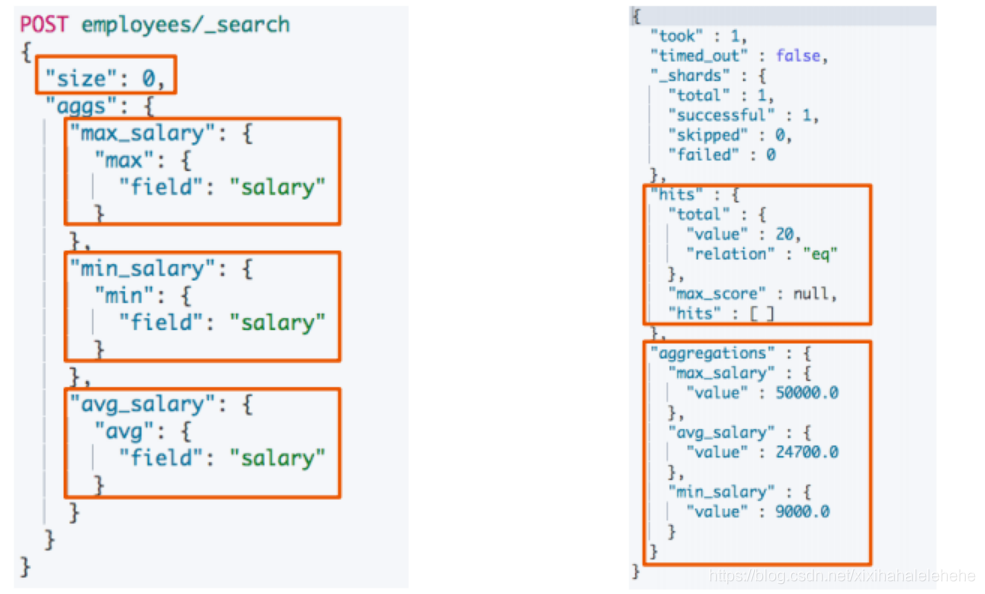 POST employees/_search
{
  "size": 0,
  "aggs": {
    "max_salary": {
      "max": {
        "field": "salary"
      }
    },
    "min_salary": {
      "min": {
        "field": "salary"
      }
    },
    "avg_salary": {
      "avg": {
        "field": "salary"
      }
    }
  }
}
{
  "took" : 1,
  "timed_out" : false,
  "_shards" : {
    "total" : 1,
    "successful" : 1,
    "skipped" : 0,
    "failed" : 0
  },
  "hits" : {
    "total" : {
      "value" : 20,
      "relation" : "eq"
    },
    "max_score" : null,
    "hits" : [ ]
  },
  "aggregations" : {
    "max_salary" : {
      "value" : 50000.0
    },
    "avg_salary" : {
      "value" : 24700.0
    },
    "min_salary" : {
      "value" : 9000.0
    }
  }
}
https://blog.csdn.net/xixihahalelehehe